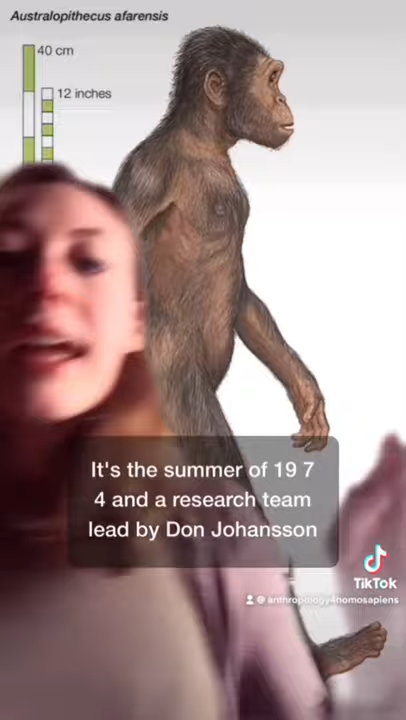 Australopithecus afarensis
40 cm
12 inches
It's the summer of 19 7
4 and a research team
lead by Don Johansson
TikTok
@ anthropology4homosapiens